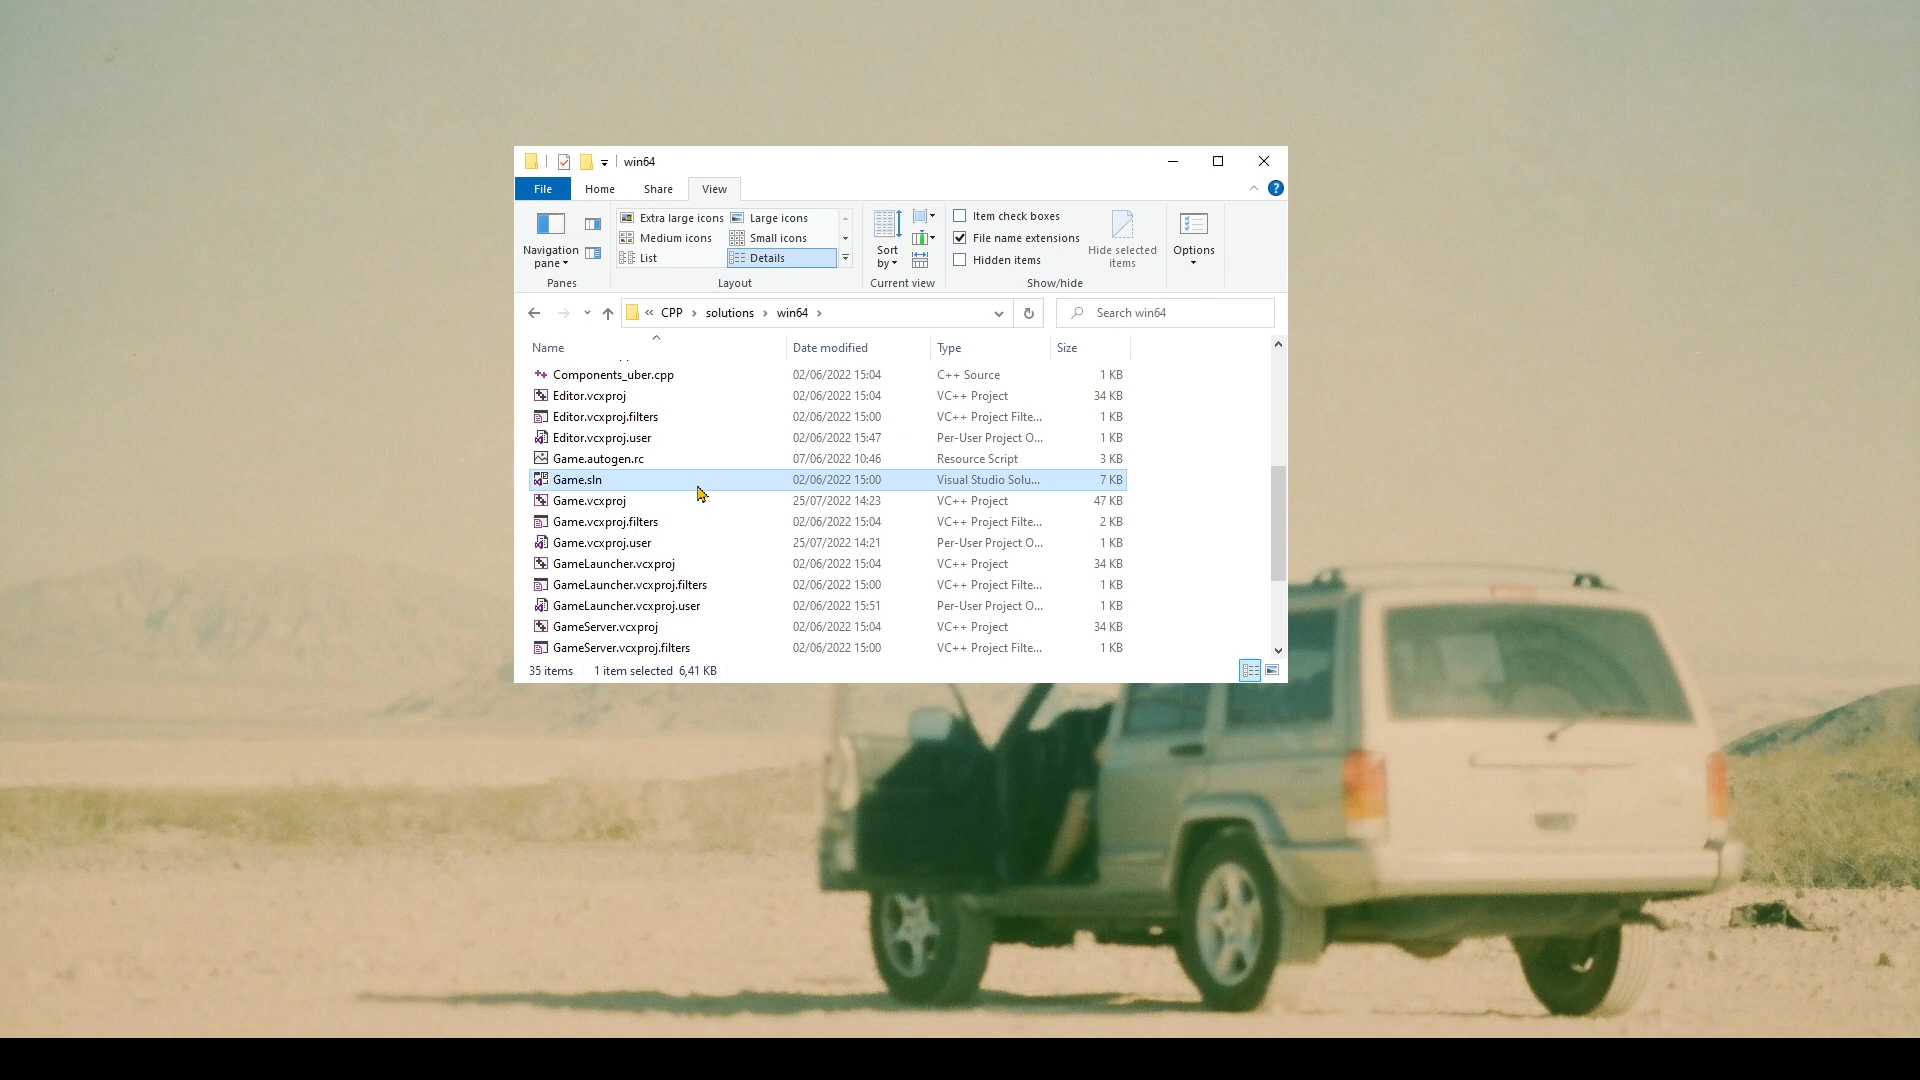 win64
File Home Share View
Extra large icons Large icons
Medium icons Small icons
List Details
Navigation pane
Sort by
Item check boxes
File name extensions
Hidden items
Hide selected items
Options
Panes Layout Current view Show/hide
« CPP › solutions › win64 › Search win64
Name Date modified Type Size
Components_uber.cpp 02/06/2022 15:04 C++ Source 1 KB
Editor.vcxproj 02/06/2022 15:04 VC++ Project 34 KB
Editor.vcxproj.filters 02/06/2022 15:00 VC++ Project Filte... 1 KB
Editor.vcxproj.user 02/06/2022 15:47 Per-User Project O... 1 KB
Game.autogen.rc 07/06/2022 10:46 Resource Script 3 KB
Game.sln 02/06/2022 15:00 Visual Studio Solu... 7 KB
Game.vcxproj 25/07/2022 14:23 VC++ Project 47 KB
Game.vcxproj.filters 02/06/2022 15:04 VC++ Project Filte... 2 KB
Game.vcxproj.user 25/07/2022 14:21 Per-User Project O... 1 KB
GameLauncher.vcxproj 02/06/2022 15:04 VC++ Project 34 KB
GameLauncher.vcxproj.filters 02/06/2022 15:00 VC++ Project Filte... 1 KB
GameLauncher.vcxproj.user 02/06/2022 15:51 Per-User Project O... 1 KB
GameServer.vcxproj 02/06/2022 15:04 VC++ Project 34 KB
GameServer.vcxproj.filters 02/06/2022 15:00 VC++ Project Filte... 1 KB
35 items 1 item selected 6,41 KB